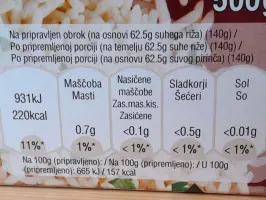 500g
Na pripravljen obrok (na osnovi 62.5g suhega riža) (140g) /
Po pripremljenoj porciji (na temelju 62.5g suhe riže) (140g) /
Po pripremljenoj porciji (na osnovi 62.5g suvog pirinča) (140g)
931kJ
220kcal
11%*
Maščoba
Masti
0.7g
1%*
Nasičene
maščobe
Zas.mas.kis.
Zasićene
<0.1g
<1%*
Sladkorji
Šećeri
<0.5g
<1%*
Sol
So
<0.01g
<1%*
Na 100g (pripravljeno): / Na 100g (pripremljeno): / U 100g
(pripremljeno): 665 kJ / 157 kcal